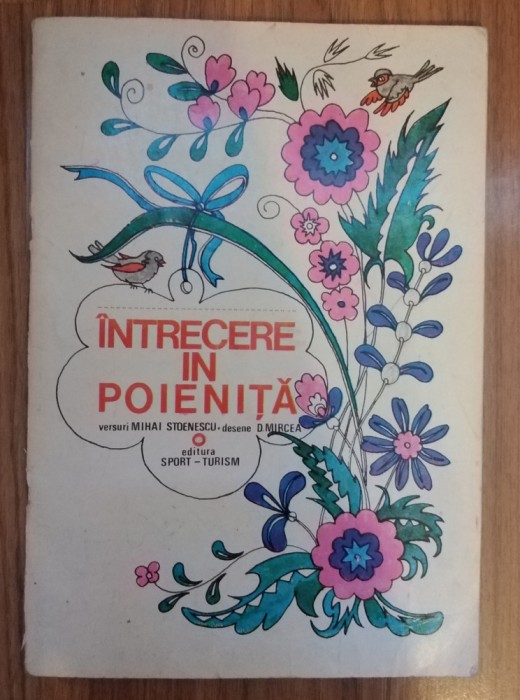 ÎNTRECERE
IN
POIENIȚĂ
versuri MIHAI STOENESCU • desene D. MIRCEA
editura
SPORT – TURISM